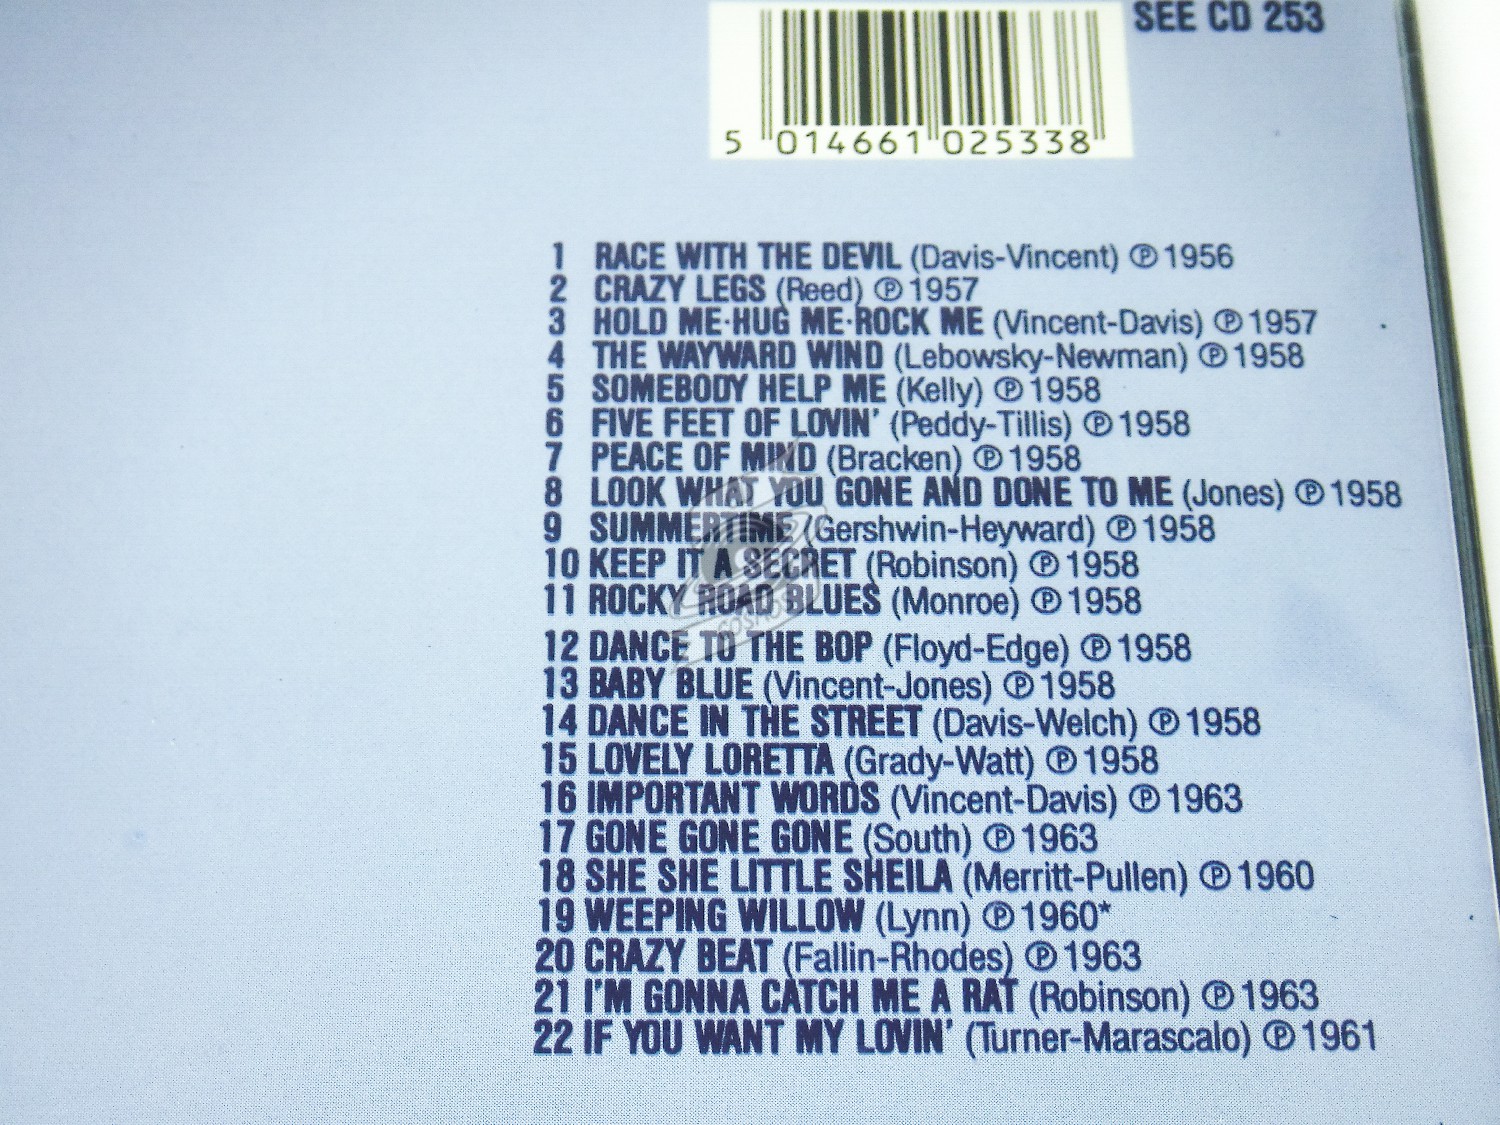 SEE CD 253
5 014661 025338
1 RACE WITH THE DEVIL (Davis-Vincent) ℗ 1956
2 CRAZY LEGS (Reed) ℗ 1957
3 HOLD ME·HUG ME·ROCK ME (Vincent-Davis) ℗ 1957
4 THE WAYWARD WIND (Lebowsky-Newman) ℗ 1958
5 SOMEBODY HELP ME (Kelly) ℗ 1958
6 FIVE FEET OF LOVIN' (Peddy-Tillis) ℗ 1958
7 PEACE OF MIND (Bracken) ℗ 1958
8 LOOK WHAT YOU GONE AND DONE TO ME (Jones) ℗ 1958
9 SUMMERTIME (Gershwin-Heyward) ℗ 1958
10 KEEP IT A SECRET (Robinson) ℗ 1958
11 ROCKY ROAD BLUES (Monroe) ℗ 1958
12 DANCE TO THE BOP (Floyd-Edge) ℗ 1958
13 BABY BLUE (Vincent-Jones) ℗ 1958
14 DANCE IN THE STREET (Davis-Welch) ℗ 1958
15 LOVELY LORETTA (Grady-Watt) ℗ 1958
16 IMPORTANT WORDS (Vincent-Davis) ℗ 1963
17 GONE GONE GONE (South) ℗ 1963
18 SHE SHE LITTLE SHEILA (Merritt-Pullen) ℗ 1960
19 WEEPING WILLOW (Lynn) ℗ 1960*
20 CRAZY BEAT (Fallin-Rhodes) ℗ 1963
21 I'M GONNA CATCH ME A RAT (Robinson) ℗ 1963
22 IF YOU WANT MY LOVIN' (Turner-Marascalo) ℗ 1961
COSMOS